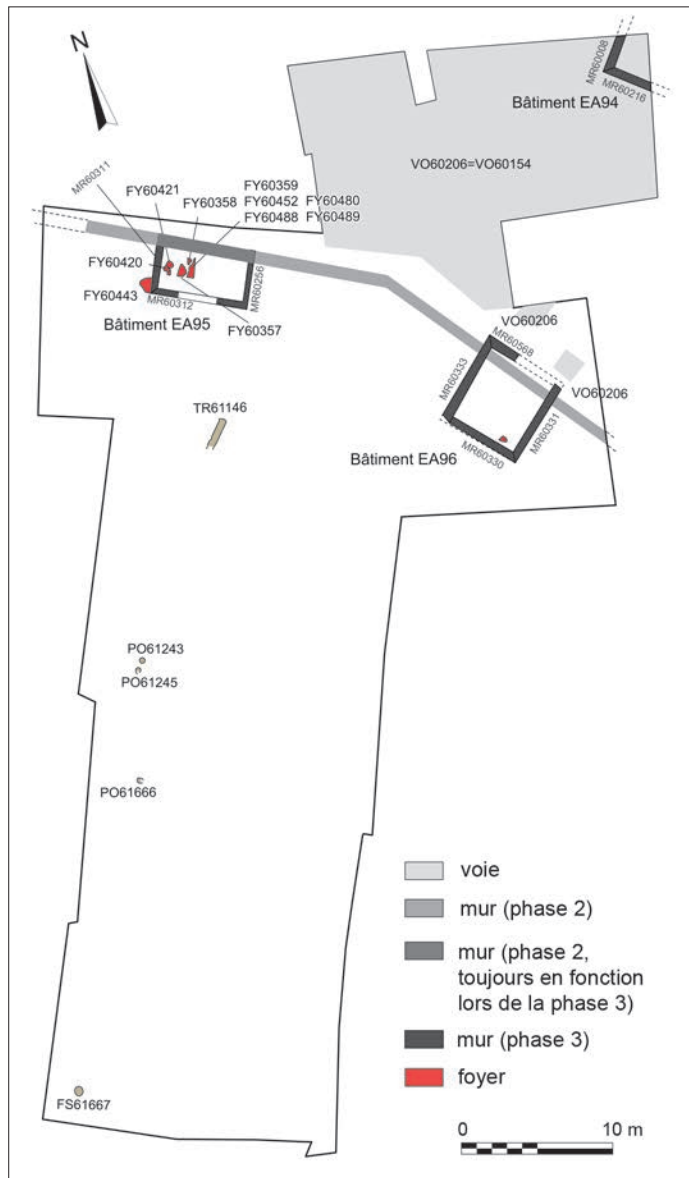 N
MR60008
MR60216
Bâtiment EA94
VO60206=VO60154
MR60311
FY60421
FY60358
FY60359
FY60452 FY60480
FY60488 FY60489
FY60420
FY60443
MR60312
MR60256
FY60357
Bâtiment EA95
VO60206
MR60568
VO60206
MR60333
MR60331
MR60330
Bâtiment EA96
TR61146
PO61243
PO61245
PO61666
FS61667
voie
mur (phase 2)
mur (phase 2,
toujours en fonction
lors de la phase 3)
mur (phase 3)
foyer
0 10 m